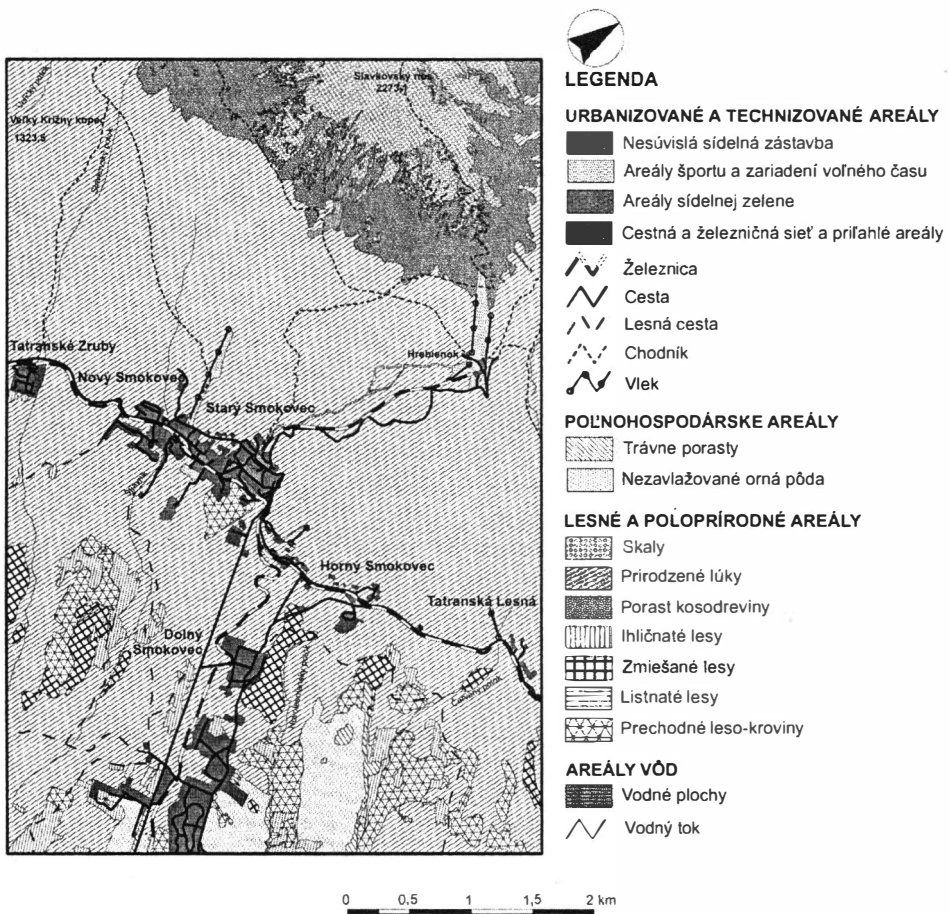 Slavkovský
2273,1
Veľký Krížny kopec
1323,8
Tatranské Zruby
Nový Smokovec
Starý Smokovec
Hrebienok
Horný Smokovec
Tatranská Lesná
Dolný
Smokovec
LEGENDA
URBANIZOVANÉ A TECHNIZOVANÉ AREÁLY
Nesúvislá sídelná zástavba
Areály športu a zariadení voľného času
Areály sídelnej zelene
Cestná a železničná sieť a priľahlé areály
Železnica
Cesta
Lesná cesta
Chodník
Vlek
POĽNOHOSPODÁRSKE AREÁLY
Trávne porasty
Nezavlažované orná pôda
LESNÉ A POLOPRÍRODNÉ AREÁLY
Skaly
Prirodzené lúky
Porast kosodreviny
Ihličnaté lesy
Zmiešané lesy
Listnaté lesy
Prechodné leso-kroviny
AREÁLY VÔD
Vodné plochy
Vodný tok
0 0,5 1 1,5 2 km